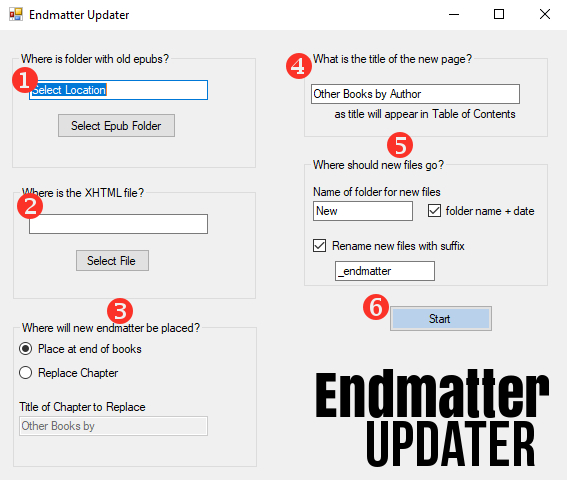 Endmatter Updater
Where is folder with old epubs?
1
Select Location
Select Epub Folder
2
Where is the XHTML file?
Select File
3
Where will new endmatter be placed?
Place at end of books
Replace Chapter
Title of Chapter to Replace
Other Books by
4
What is the title of the new page?
Other Books by Author
as title will appear in Table of Contents
5
Where should new files go?
Name of folder for new files
New
folder name + date
Rename new files with suffix
_endmatter
6
Start
Endmatter
UPDATER